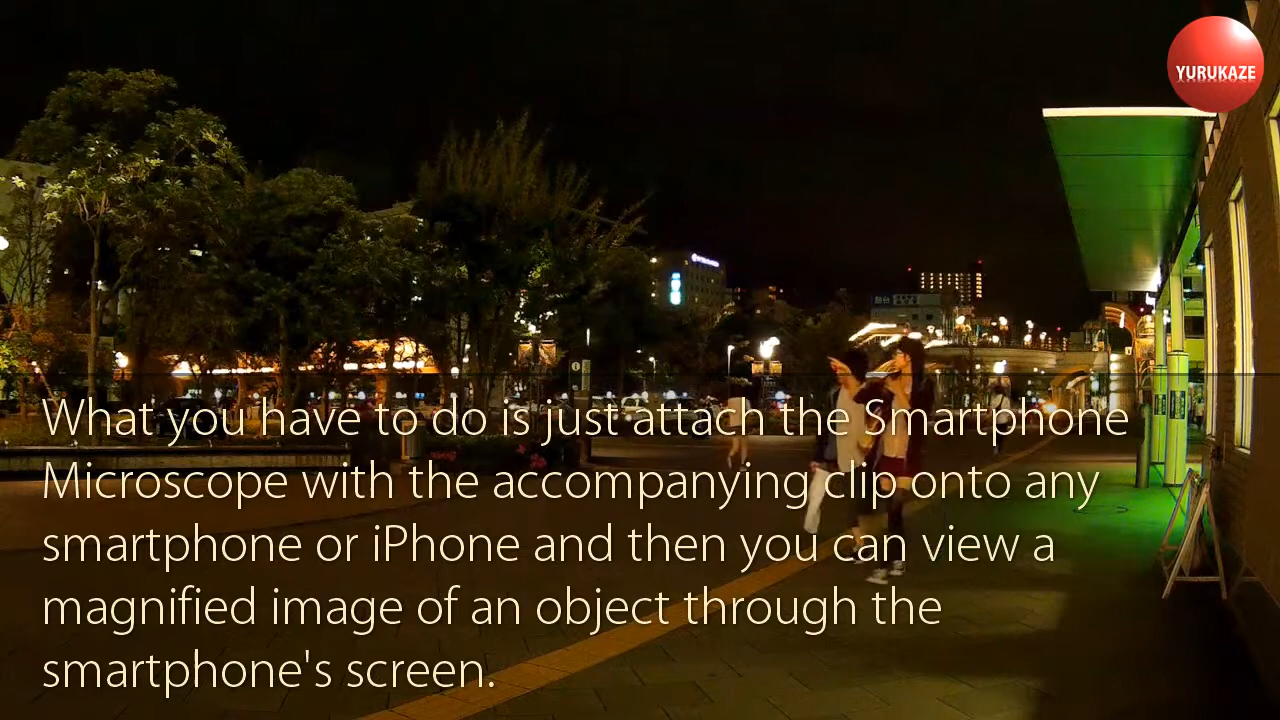 YURUKAZE
What you have to do is just attach the Smartphone
Microscope with the accompanying clip onto any
smartphone or iPhone and then you can view a
magnified image of an object through the
smartphone's screen.